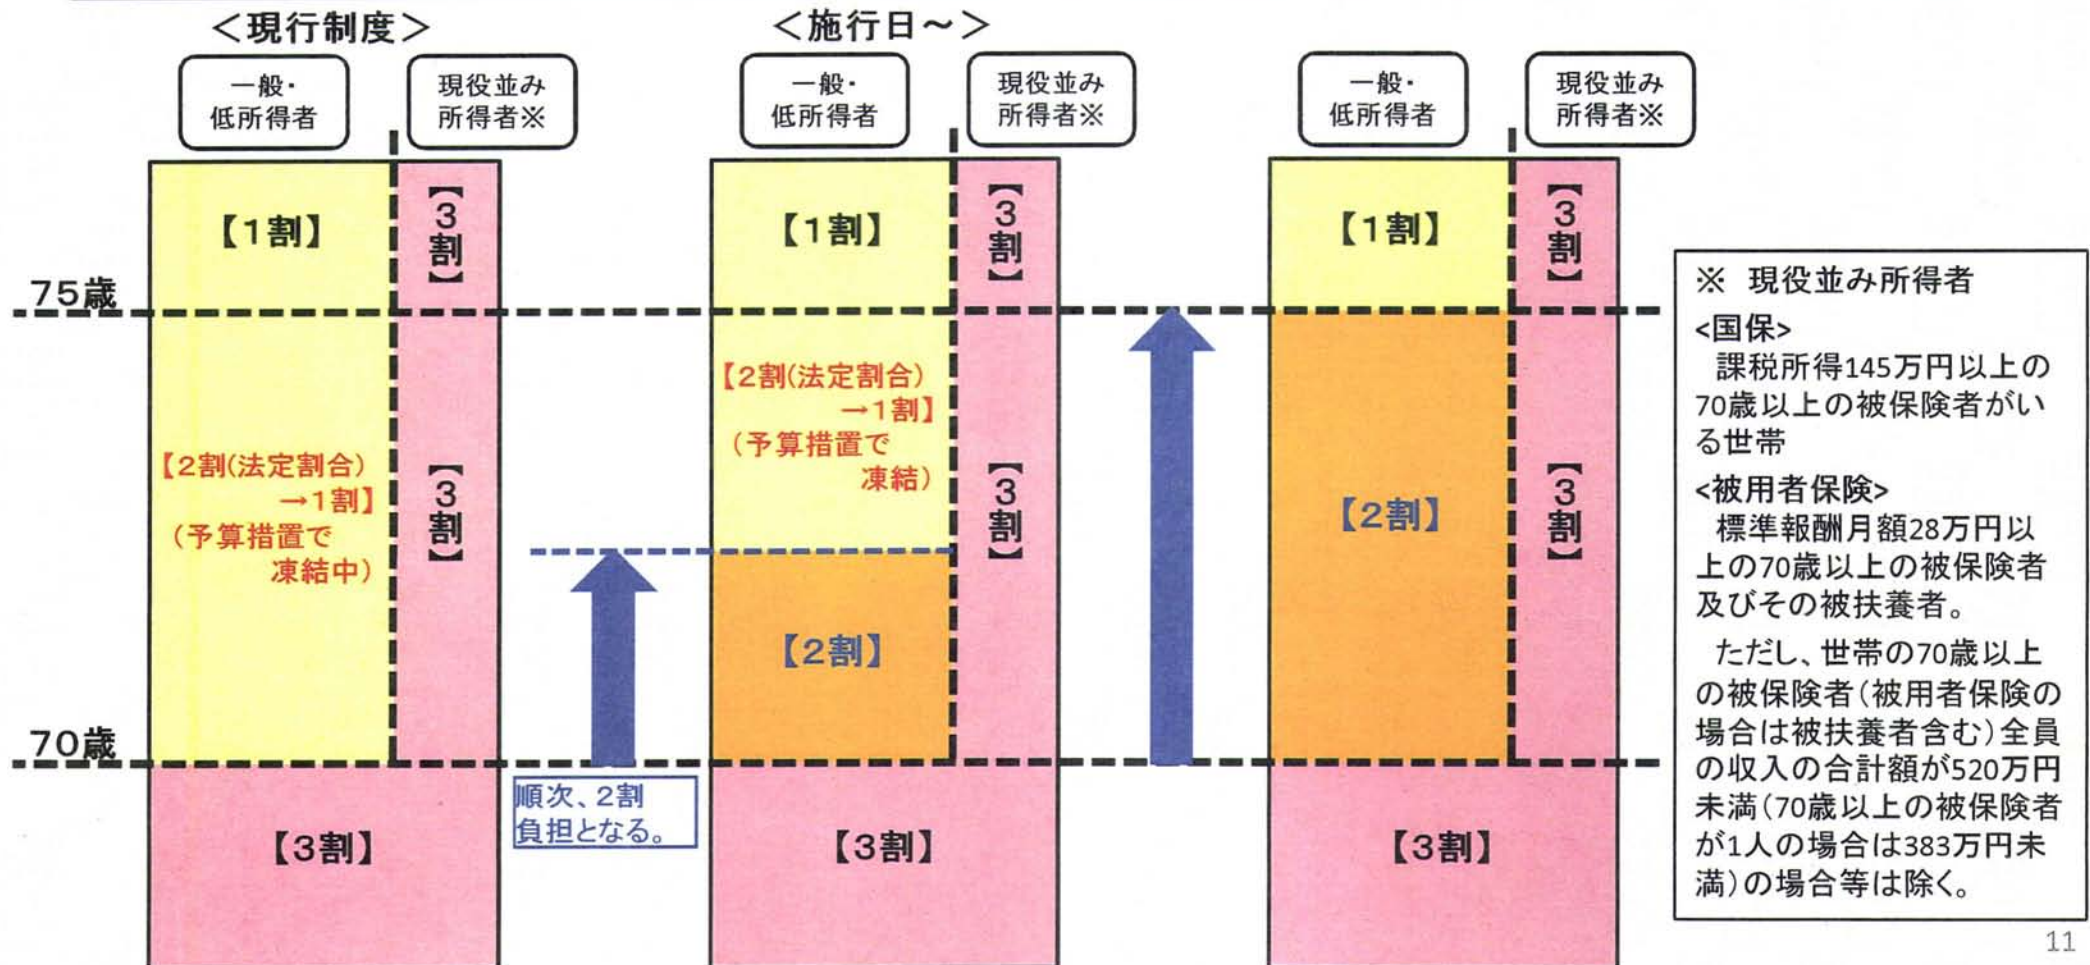 ＜現行制度＞
一般・
低所得者
現役並み
所得者※
【1割】
【3割】
75歳
【2割(法定割合)
→1割】
(予算措置で
凍結中)
【3割】
70歳
【3割】
順次、2割
負担となる。
＜施行日～＞
一般・
低所得者
現役並み
所得者※
【1割】
【3割】
【2割(法定割合)
→1割】
(予算措置で
凍結)
【3割】
【2割】
【3割】
一般・
低所得者
現役並み
所得者※
【1割】
【3割】
【2割】
【3割】
【3割】
※ 現役並み所得者
<国保>
課税所得145万円以上の
70歳以上の被保険者がい
る世帯
<被用者保険>
標準報酬月額28万円以
上の70歳以上の被保険者
及びその被扶養者。
ただし、世帯の70歳以上
の被保険者(被用者保険の
場合は被扶養者含む)全員
の収入の合計額が520万円
未満(70歳以上の被保険者
が1人の場合は383万円未
満)の場合等は除く。
11